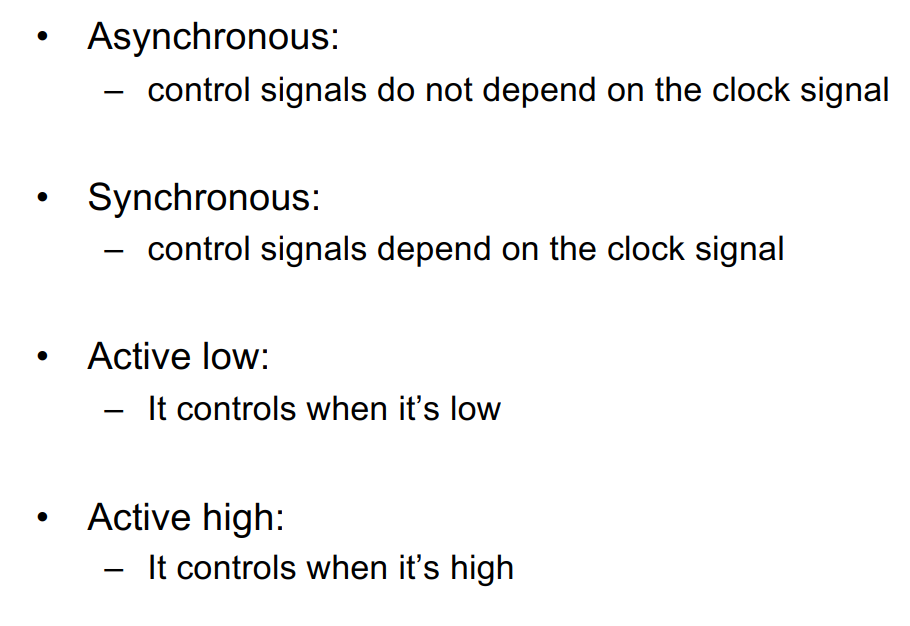 • Asynchronous:
– control signals do not depend on the clock signal
• Synchronous:
– control signals depend on the clock signal
• Active low:
– It controls when it’s low
• Active high:
– It controls when it’s high